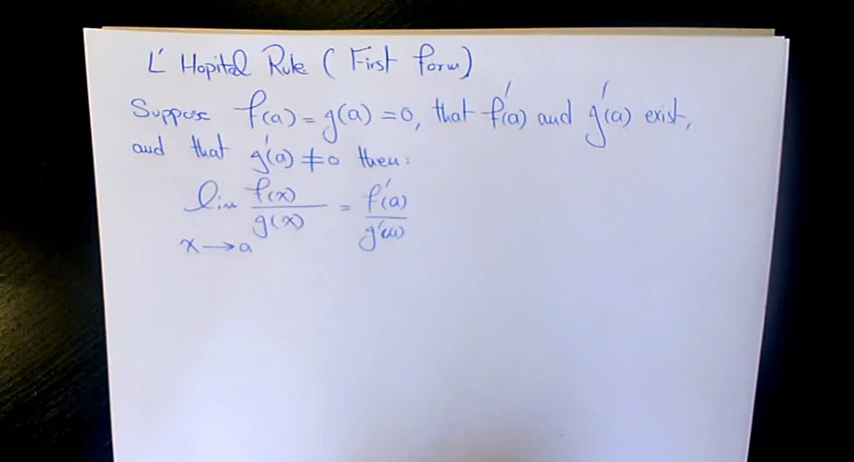 L' Hopital Rule (First form)
Suppose f(a) = g(a) = 0, that f'(a) and g'(a) exist,
and that g'(a) ≠ 0 then:
lim f(x)/g(x) = f'(a)/g'(a)
x → a